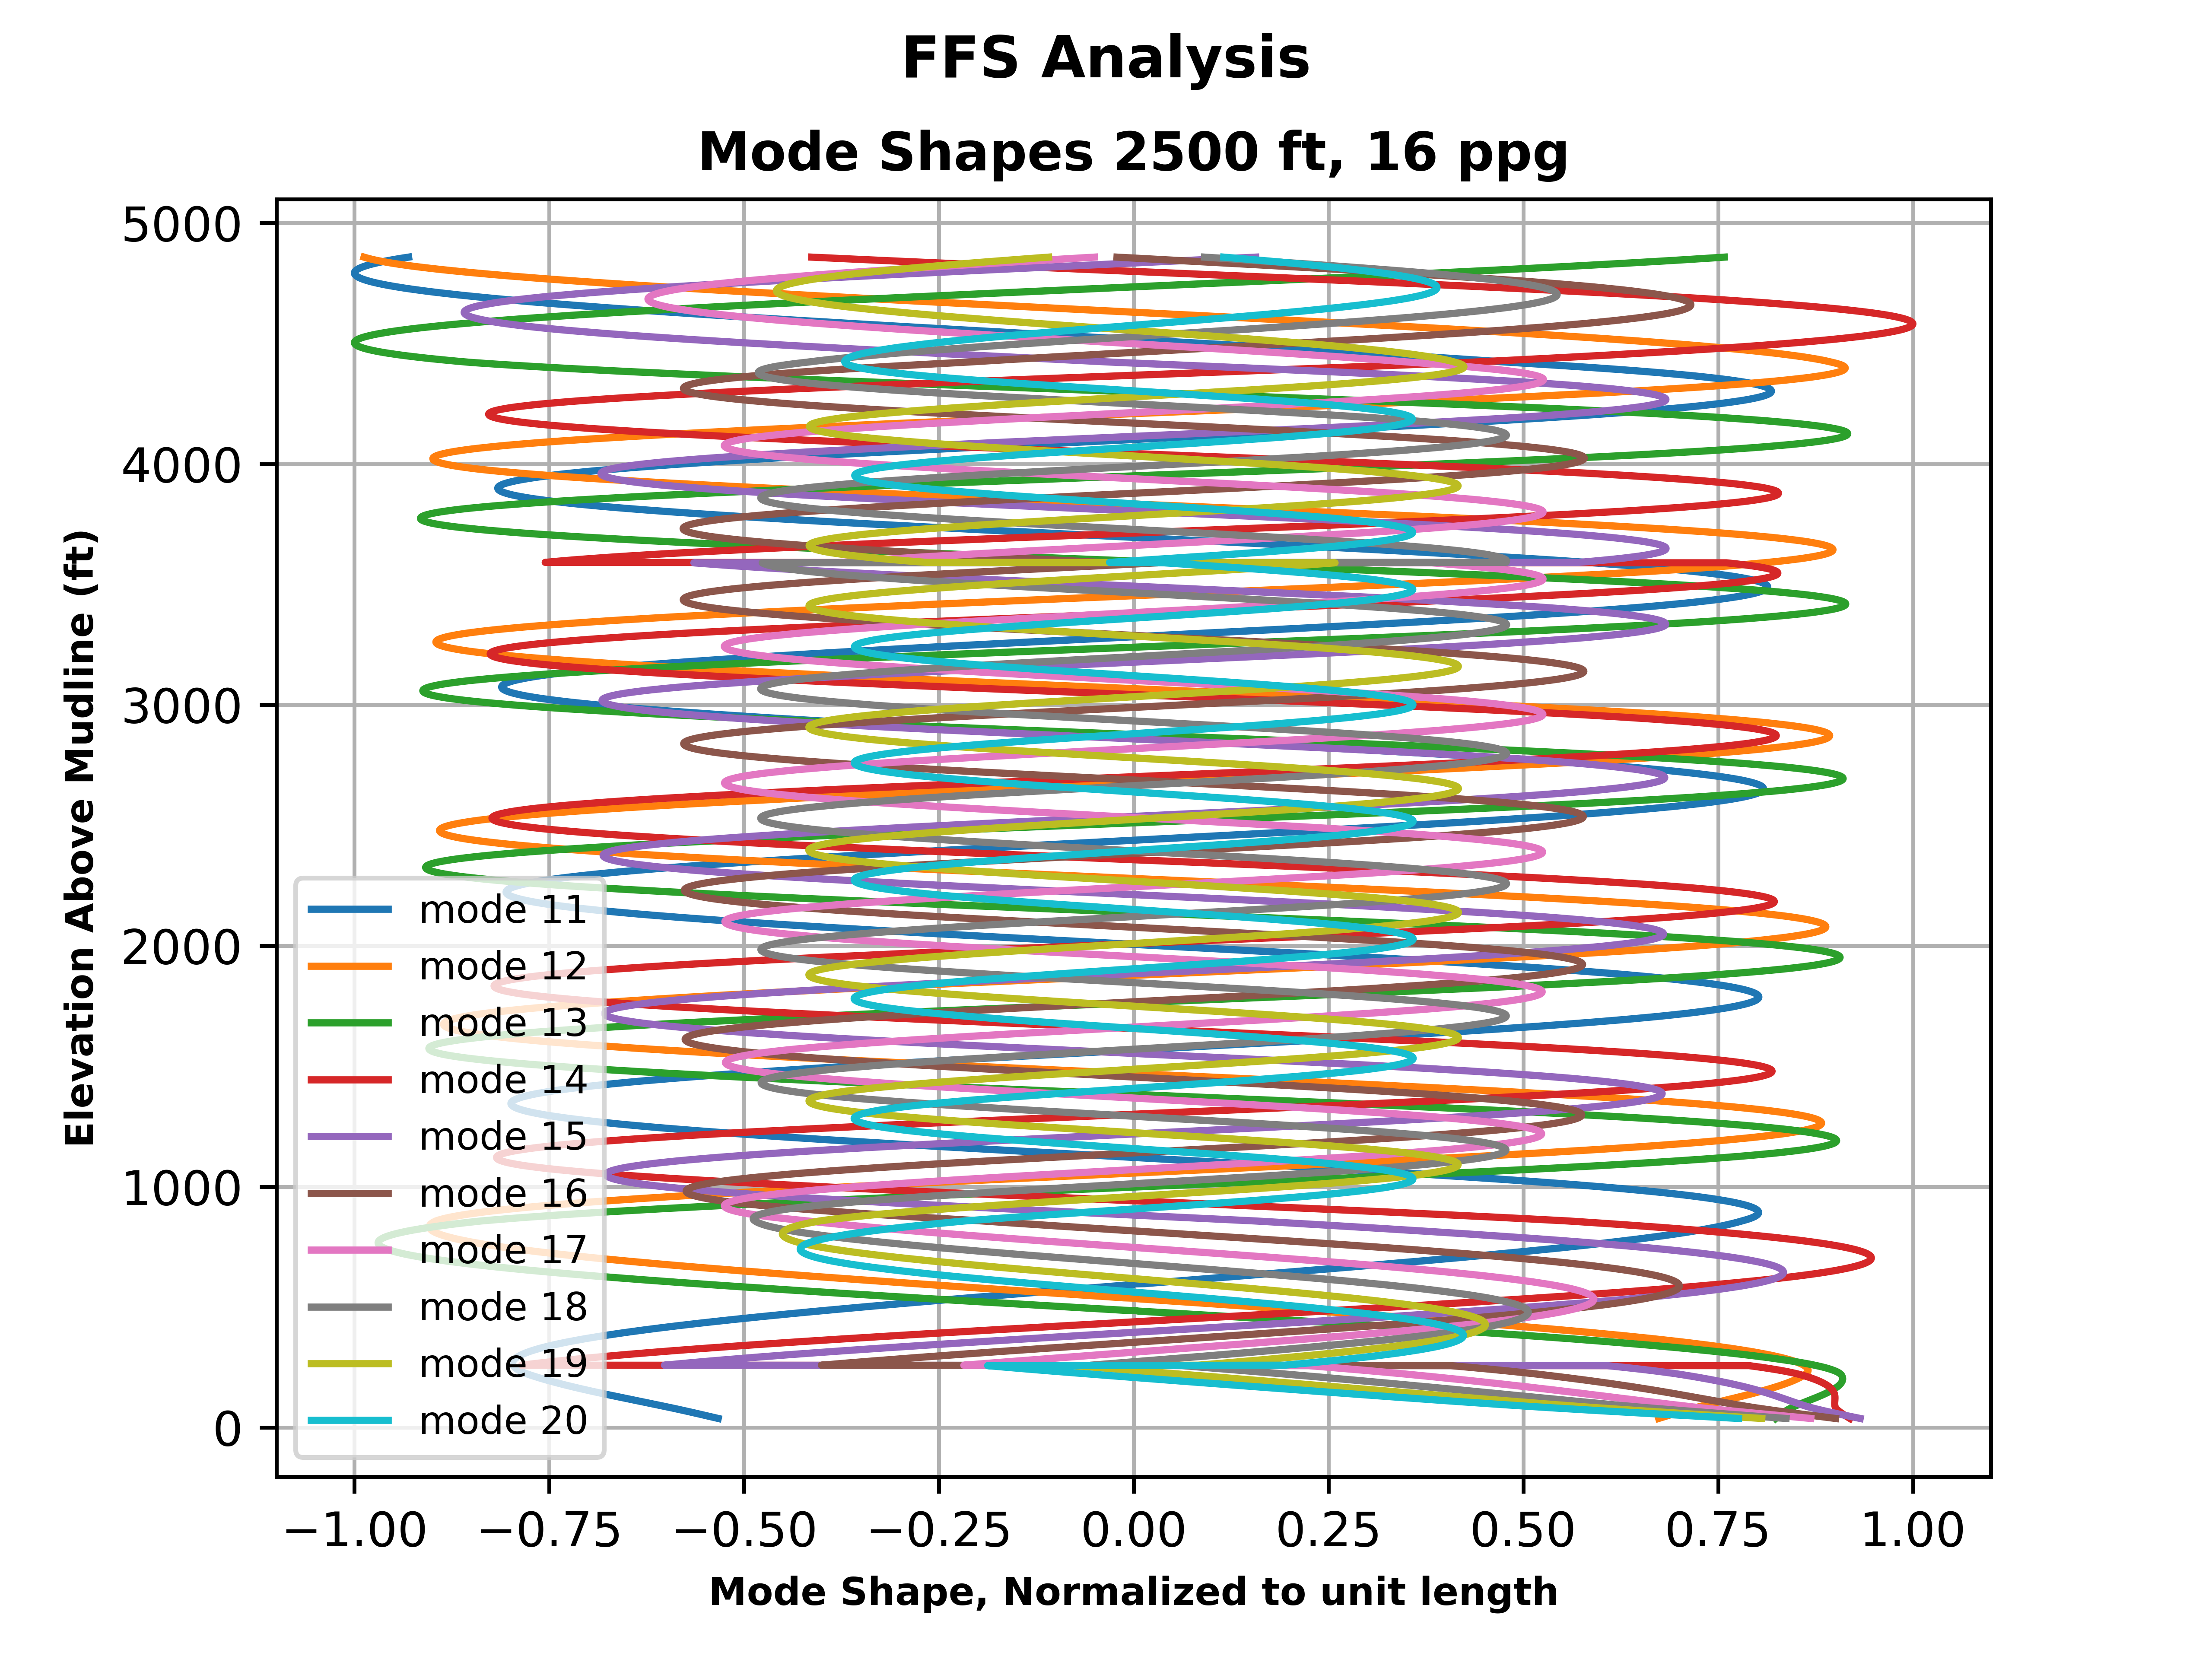 FFS Analysis
Mode Shapes 2500 ft, 16 ppg
Elevation Above Mudline (ft)
5000
4000
3000
2000
1000
0
mode 11
mode 12
mode 13
mode 14
mode 15
mode 16
mode 17
mode 18
mode 19
mode 20
−1.00 −0.75 −0.50 −0.25 0.00 0.25 0.50 0.75 1.00
Mode Shape, Normalized to unit length